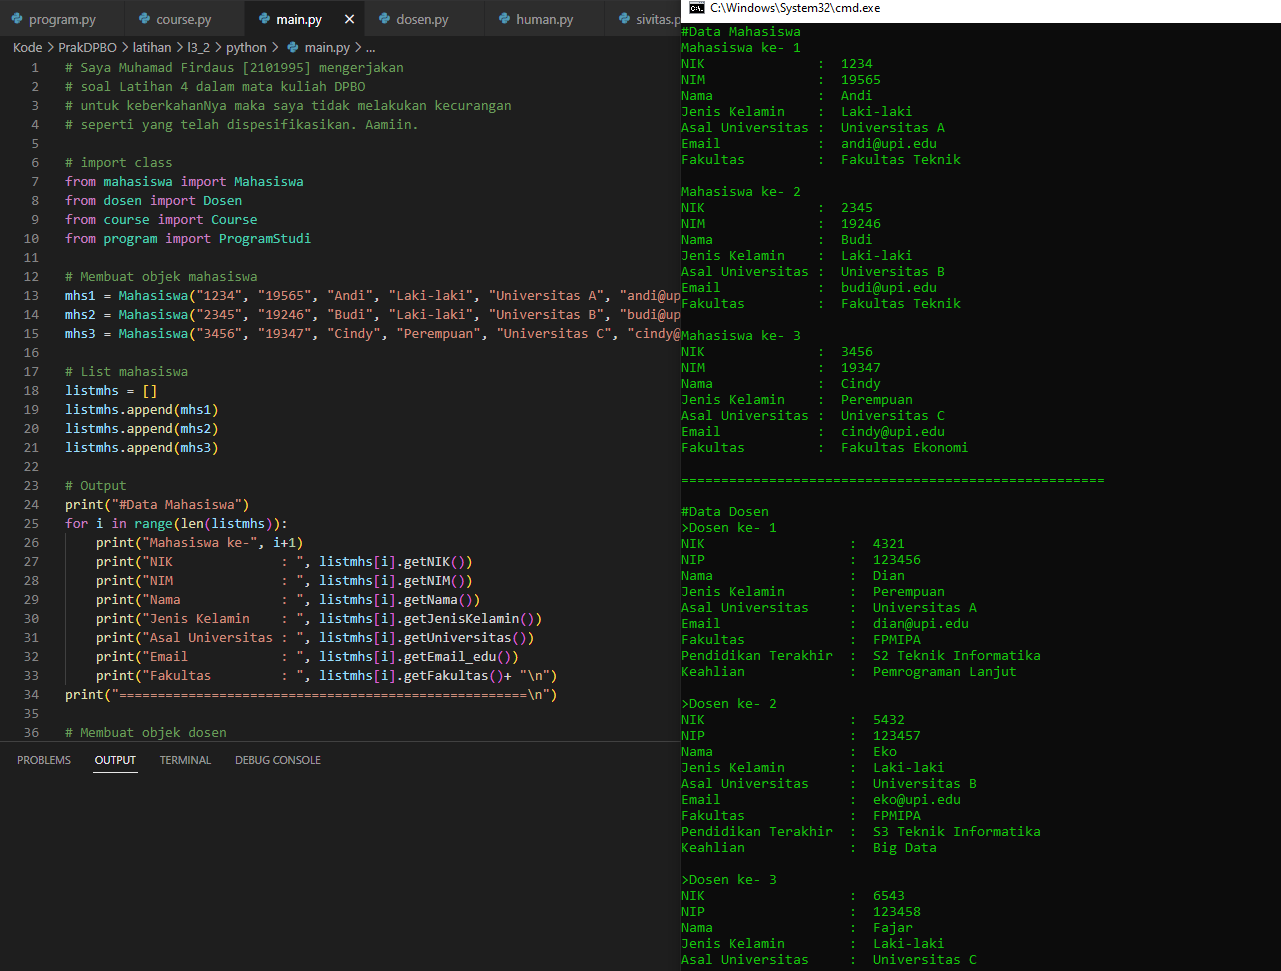 program.py course.py main.py dosen.py human.py sivitas.p
Kode > PrakDPBO > latihan > l3_2 > python > main.py > ...
1 # Saya Muhamad Firdaus [2101995] mengerjakan
2 # soal Latihan 4 dalam mata kuliah DPBO
3 # untuk keberkahanNya maka saya tidak melakukan kecurangan
4 # seperti yang telah dispesifikasikan. Aamiin.
5
6 # import class
7 from mahasiswa import Mahasiswa
8 from dosen import Dosen
9 from course import Course
10 from program import ProgramStudi
11
12 # Membuat objek mahasiswa
13 mhs1 = Mahasiswa("1234", "19565", "Andi", "Laki-laki", "Universitas A", "andi@up
14 mhs2 = Mahasiswa("2345", "19246", "Budi", "Laki-laki", "Universitas B", "budi@up
15 mhs3 = Mahasiswa("3456", "19347", "Cindy", "Perempuan", "Universitas C", "cindy@
16
17 # List mahasiswa
18 listmhs = []
19 listmhs.append(mhs1)
20 listmhs.append(mhs2)
21 listmhs.append(mhs3)
22
23 # Output
24 print("#Data Mahasiswa")
25 for i in range(len(listmhs)):
26     print("Mahasiswa ke-", i+1)
27     print("NIK              : ", listmhs[i].getNIK())
28     print("NIM              : ", listmhs[i].getNIM())
29     print("Nama             : ", listmhs[i].getNama())
30     print("Jenis Kelamin    : ", listmhs[i].getJenisKelamin())
31     print("Asal Universitas : ", listmhs[i].getUniversitas())
32     print("Email            : ", listmhs[i].getEmail_edu())
33     print("Fakultas         : ", listmhs[i].getFakultas()+ "\n")
34 print("=====================================================\n")
35
36 # Membuat objek dosen
PROBLEMS OUTPUT TERMINAL DEBUG CONSOLE
C:\Windows\System32\cmd.exe
#Data Mahasiswa
Mahasiswa ke- 1
NIK              :  1234
NIM              :  19565
Nama             :  Andi
Jenis Kelamin    :  Laki-laki
Asal Universitas :  Universitas A
Email            :  andi@upi.edu
Fakultas         :  Fakultas Teknik

Mahasiswa ke- 2
NIK              :  2345
NIM              :  19246
Nama             :  Budi
Jenis Kelamin    :  Laki-laki
Asal Universitas :  Universitas B
Email            :  budi@upi.edu
Fakultas         :  Fakultas Teknik

Mahasiswa ke- 3
NIK              :  3456
NIM              :  19347
Nama             :  Cindy
Jenis Kelamin    :  Perempuan
Asal Universitas :  Universitas C
Email            :  cindy@upi.edu
Fakultas         :  Fakultas Ekonomi

=====================================================

#Data Dosen
>Dosen ke- 1
NIK                  :  4321
NIP                  :  123456
Nama                 :  Dian
Jenis Kelamin        :  Perempuan
Asal Universitas     :  Universitas A
Email                :  dian@upi.edu
Fakultas             :  FPMIPA
Pendidikan Terakhir  :  S2 Teknik Informatika
Keahlian             :  Pemrograman Lanjut

>Dosen ke- 2
NIK                  :  5432
NIP                  :  123457
Nama                 :  Eko
Jenis Kelamin        :  Laki-laki
Asal Universitas     :  Universitas B
Email                :  eko@upi.edu
Fakultas             :  FPMIPA
Pendidikan Terakhir  :  S3 Teknik Informatika
Keahlian             :  Big Data

>Dosen ke- 3
NIK                  :  6543
NIP                  :  123458
Nama                 :  Fajar
Jenis Kelamin        :  Laki-laki
Asal Universitas     :  Universitas C